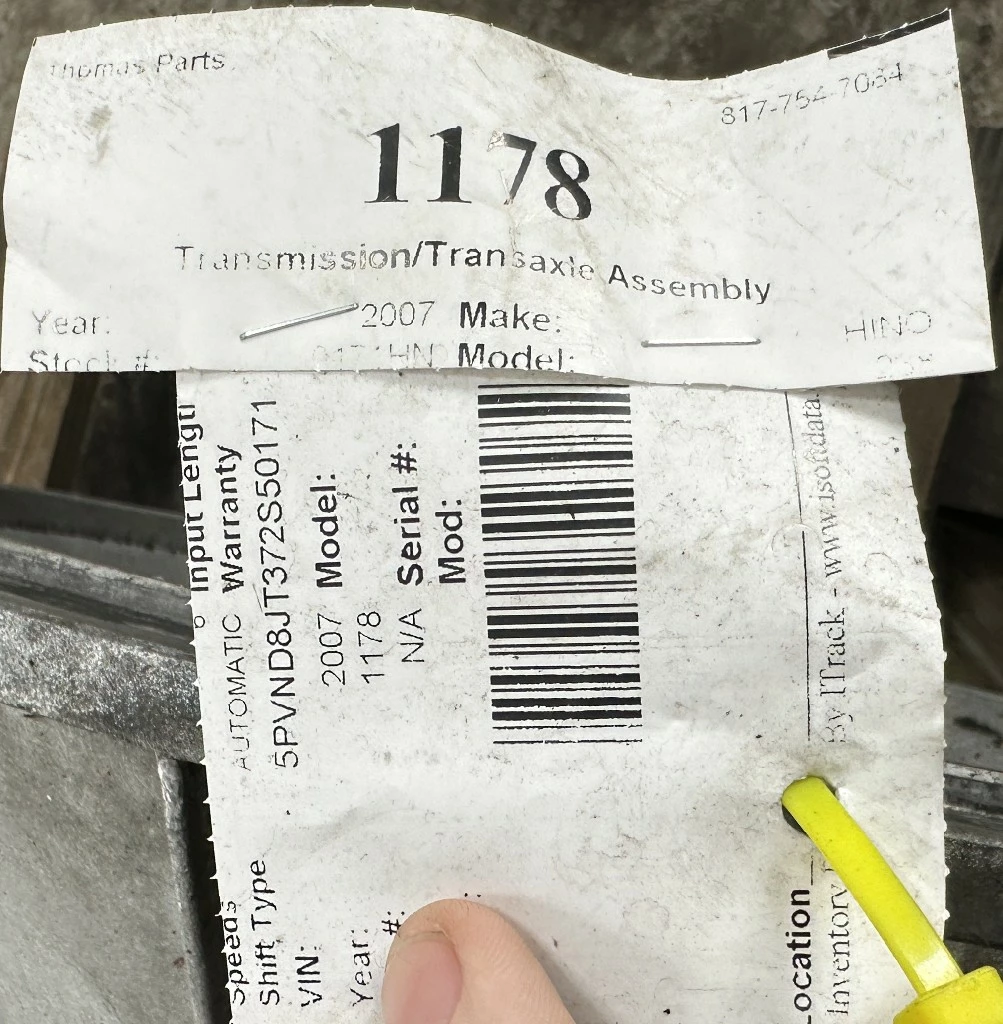 Thomas Parts
817-754-7084
1178
Transmission/Transaxle Assembly
Year: 2007 Make: HINO
Stock #: Model:
Input Length
Speeds
Shift Type AUTOMATIC Warranty
VIN: 5PVND8JT372S50171
Year: 2007 Model:
#: 1178
N/A Serial #:
Mod:
Location
Inventory By ITrack - www.isoftdata.